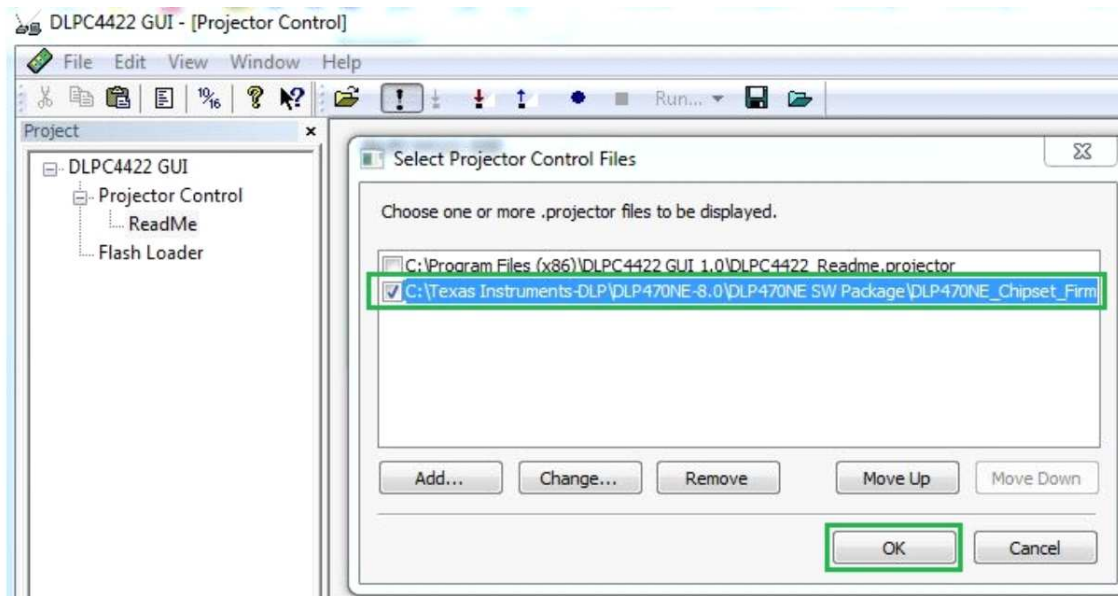 DLPC4422 GUI - [Projector Control]
File Edit View Window Help
Run...
Project
DLPC4422 GUI
Projector Control
ReadMe
Flash Loader
Select Projector Control Files
Choose one or more .projector files to be displayed.
C:\Program Files (x86)\DLPC4422 GUI 1.0\DLPC4422_Readme.projector
C:\Texas Instruments-DLP\DLP470NE-8.0\DLP470NE SW Package\DLP470NE_Chipset_Firm
Add... Change... Remove Move Up Move Down
OK Cancel